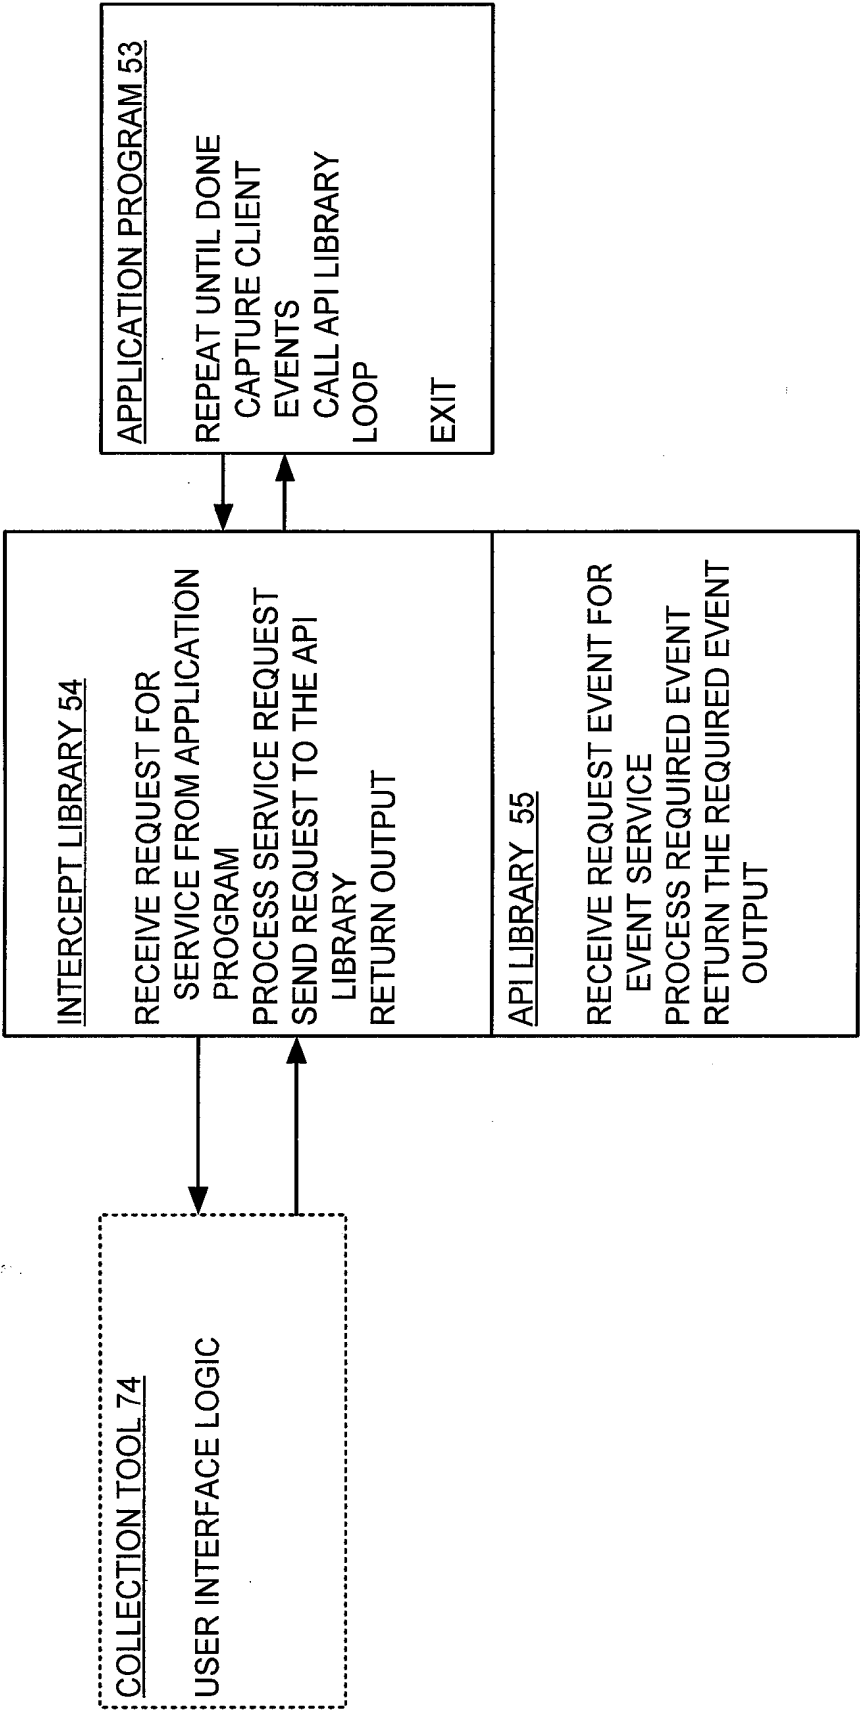 COLLECTION TOOL 74
USER INTERFACE LOGIC
INTERCEPT LIBRARY 54
RECEIVE REQUEST FOR
SERVICE FROM APPLICATION
PROGRAM
PROCESS SERVICE REQUEST
SEND REQUEST TO THE API
LIBRARY
RETURN OUTPUT
API LIBRARY 55
RECEIVE REQUEST EVENT FOR
EVENT SERVICE
PROCESS REQUIRED EVENT
RETURN THE REQUIRED EVENT
OUTPUT
APPLICATION PROGRAM 53
REPEAT UNTIL DONE
CAPTURE CLIENT
EVENTS
CALL API LIBRARY
LOOP
EXIT